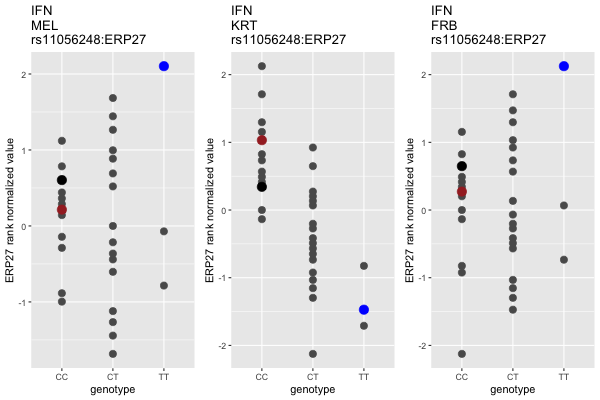 IFN
MEL
rs11056248:ERP27
ERP27 rank normalized value
2
1
0
-1
CC
CT
TT
genotype
IFN
KRT
rs11056248:ERP27
ERP27 rank normalized value
2
1
0
-1
-2
CC
CT
TT
genotype
IFN
FRB
rs11056248:ERP27
ERP27 rank normalized value
2
1
0
-1
-2
CC
CT
TT
genotype